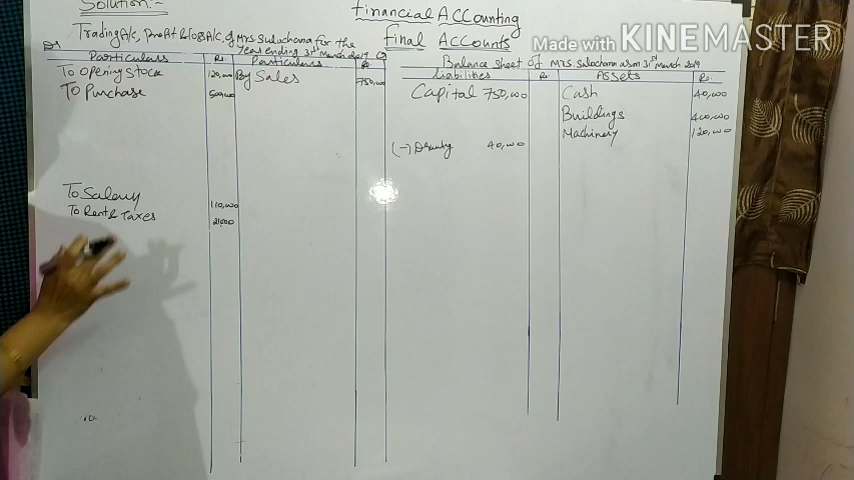 Solution:-
Financial Accounting
Final Accounts
Made with KINEMASTER
Trading A/c, Profit & loss A/c, of Mrs Sulochana for the
Year ending 31st March 2019
Dr
Particulars Rs Particulars Rs
To Opening Stock 120,000 By Sales 750,000
To Purchase 500,000
To Salary 110,000
To Rent & Taxes 21,000
Balance sheet of Mrs. Sulochana as on 31st March 2019
Liabilities Rs. Assets Rs.
Capital 750,000 Cash 40,000
Buildings 400,000
Machinery 120,000
(-) Drawing 40,000